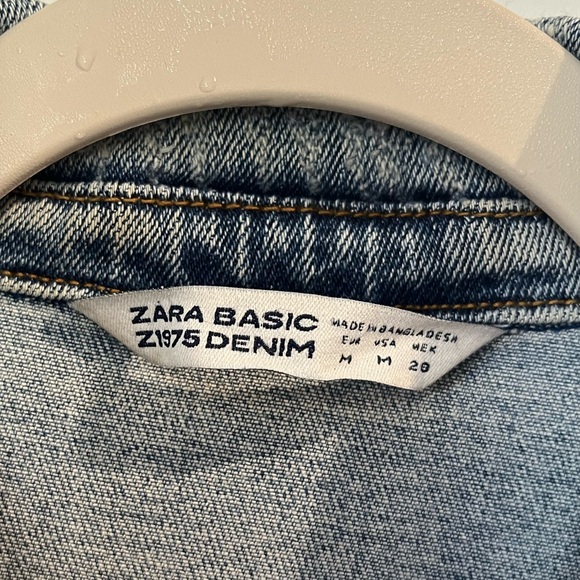 ZARA BASIC
Z1975 DENIM
MADE IN BANGLADESH
EUR USA MEX
M M 28